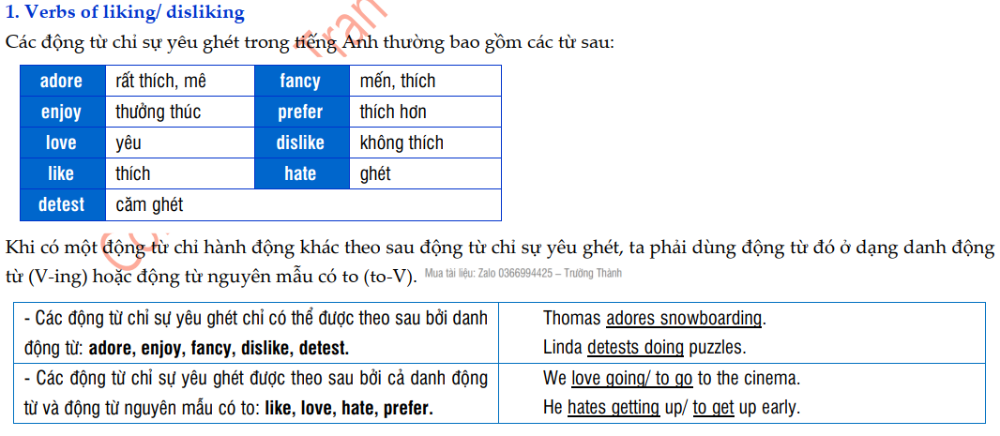 1. Verbs of liking/ disliking
Các động từ chỉ sự yêu ghét trong tiếng Anh thường bao gồm các từ sau:
adore rất thích, mê fancy mến, thích
enjoy thưởng thúc prefer thích hơn
love yêu dislike không thích
like thích hate ghét
detest căm ghét
Khi có một động từ chỉ hành động khác theo sau động từ chỉ sự yêu ghét, ta phải dùng động từ đó ở dạng danh động
từ (V-ing) hoặc động từ nguyên mẫu có to (to-V). Mua tài liệu: Zalo 0366994425 – Trường Thành
- Các động từ chỉ sự yêu ghét chỉ có thể được theo sau bởi danh Thomas adores snowboarding.
động từ: adore, enjoy, fancy, dislike, detest. Linda detests doing puzzles.
- Các động từ chỉ sự yêu ghét được theo sau bởi cả danh động We love going/ to go to the cinema.
từ và động từ nguyên mẫu có to: like, love, hate, prefer. He hates getting up/ to get up early.